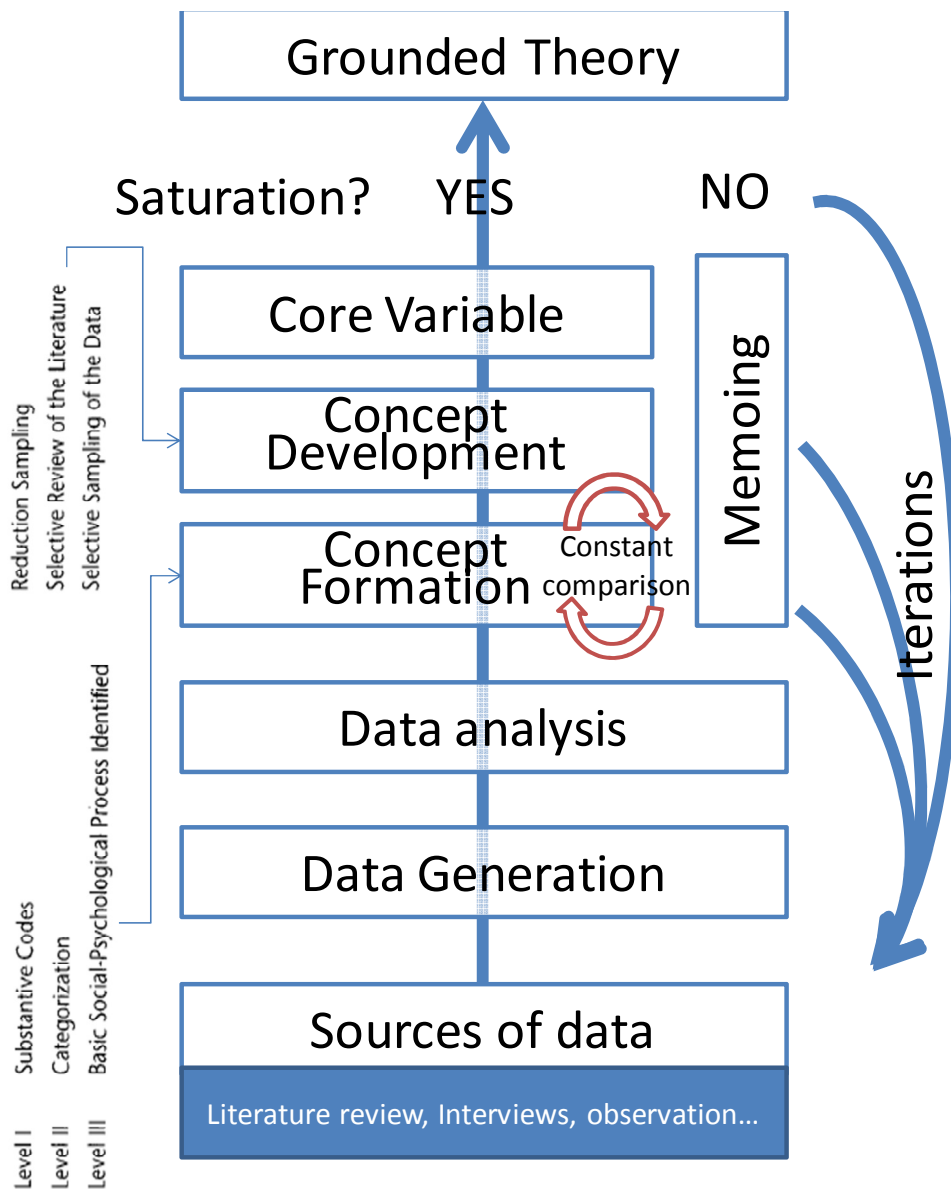 Grounded Theory
Saturation?
YES
NO
Core Variable
Concept
Development
Concept
Formation
Constant
comparison
Memoing
Iterations
Data analysis
Data Generation
Sources of data
Literature review, Interviews, observation…
Reduction Sampling
Selective Review of the Literature
Selective Sampling of the Data
Level I Substantive Codes
Level II Categorization
Level III Basic Social-Psychological Process Identified